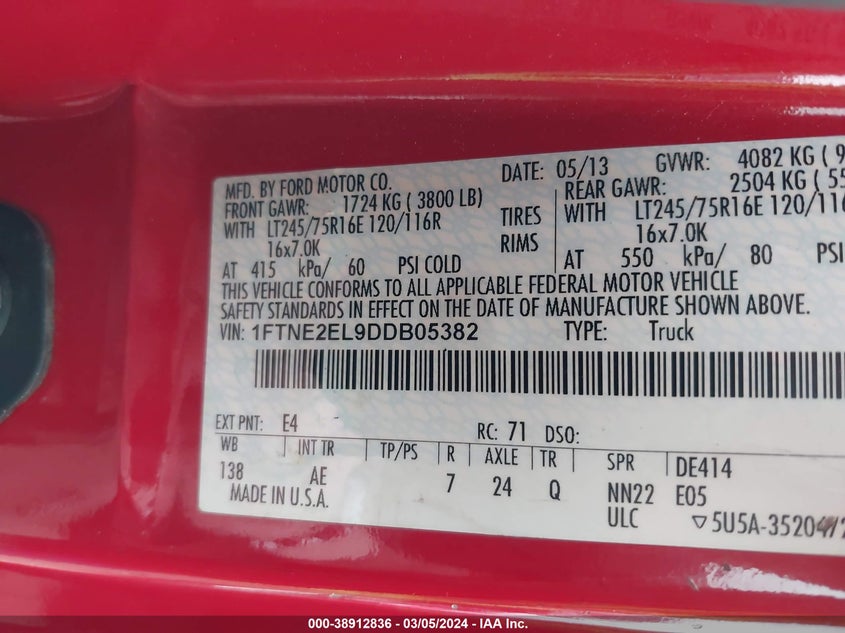 MFD. BY FORD MOTOR CO. DATE: 05/13 GVWR: 4082 KG ( 9
FRONT GAWR: 1724 KG ( 3800 LB) REAR GAWR: 2504 KG ( 55
WITH LT245/75R16E 120/116R TIRES WITH LT245/75R16E 120/116
16x7.0K RIMS 16x7.0K
AT 415 kPa/ 60 PSI COLD AT 550 kPa/ 80 PSI
THIS VEHICLE CONFORMS TO ALL APPLICABLE FEDERAL MOTOR VEHICLE
SAFETY STANDARDS IN EFFECT ON THE DATE OF MANUFACTURE SHOWN ABOVE.
VIN: 1FTNE2EL9DDB05382 TYPE: Truck
EXT PNT: E4 RC: 71 DSO:
WB INT TR TP/PS R AXLE TR SPR DE414
138 AE 7 24 Q NN22 E05
MADE IN U.S.A. ULC ▽5U5A-35204
000-38912836 - 03/05/2024 - IAA Inc.